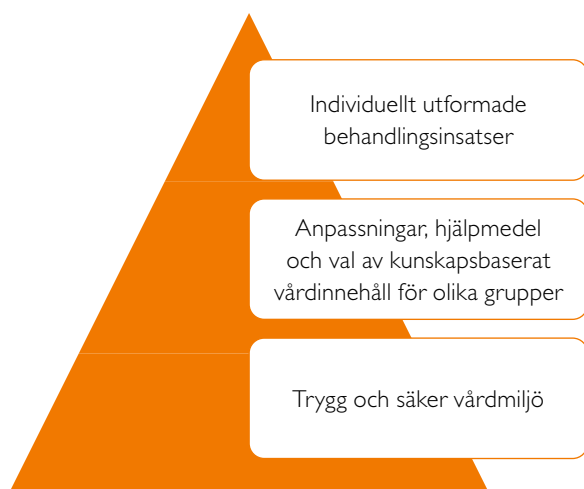 Individuellt utformade
behandlingsinsatser
Anpassningar, hjälpmedel
och val av kunskapsbaserat
vårdinnehåll för olika grupper
Trygg och säker vårdmiljö